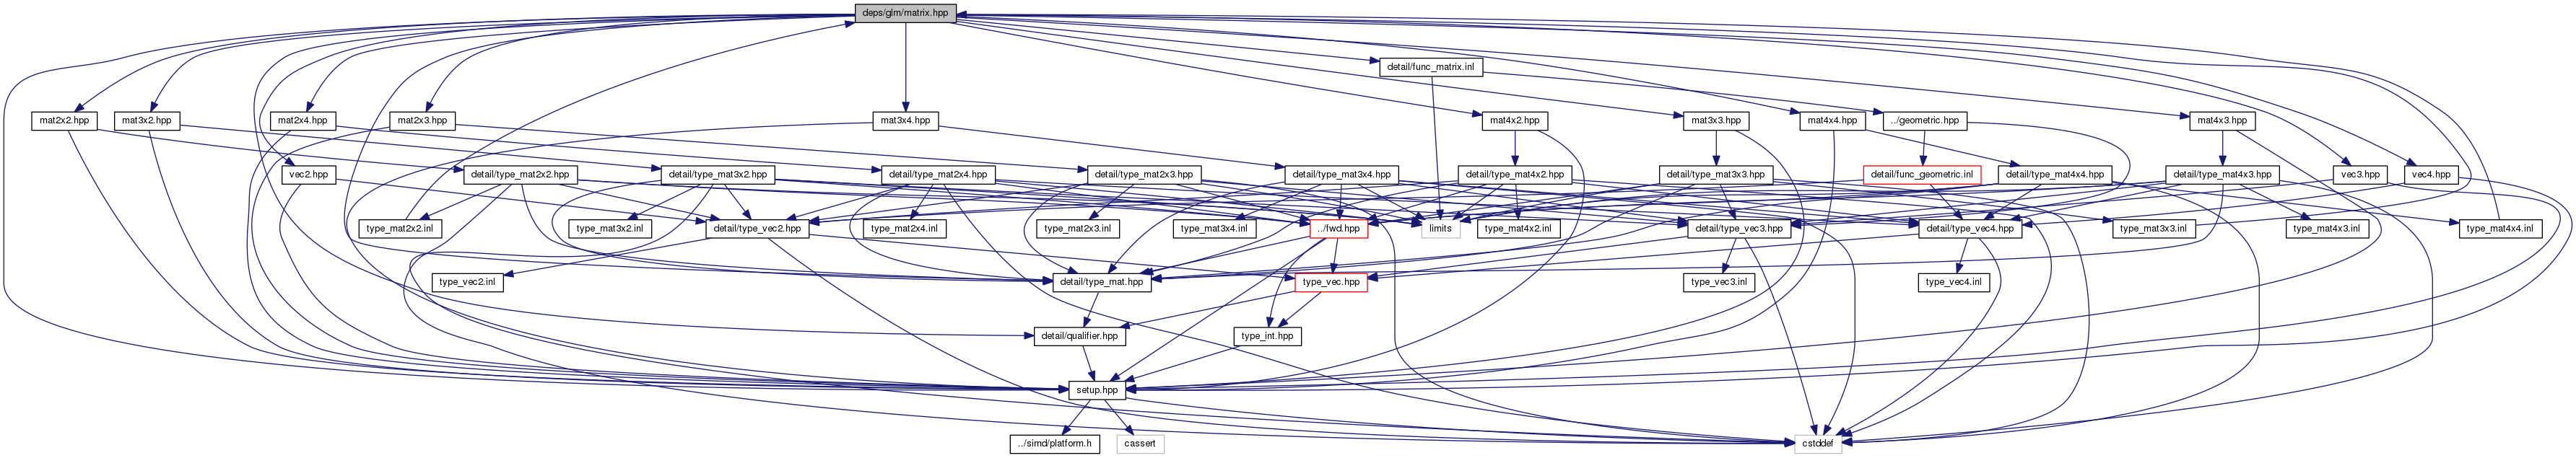 deps/glm/matrix.hpp
detail/func_matrix.inl
mat2x2.hpp
mat3x2.hpp
mat2x4.hpp
mat2x3.hpp
mat3x4.hpp
mat4x2.hpp
mat3x3.hpp
mat4x4.hpp
../geometric.hpp
mat4x3.hpp
vec2.hpp
detail/type_mat2x2.hpp
detail/type_mat3x2.hpp
detail/type_mat2x4.hpp
detail/type_mat2x3.hpp
detail/type_mat3x4.hpp
detail/type_mat4x2.hpp
detail/type_mat3x3.hpp
detail/func_geometric.inl
detail/type_mat4x4.hpp
detail/type_mat4x3.hpp
vec3.hpp
vec4.hpp
type_mat2x2.inl
type_mat3x2.inl
detail/type_vec2.hpp
type_mat2x4.inl
type_mat2x3.inl
type_mat3x4.inl
../fwd.hpp
limits
type_mat4x2.inl
detail/type_vec3.hpp
detail/type_vec4.hpp
type_mat3x3.inl
type_mat4x3.inl
type_mat4x4.inl
type_vec2.inl
detail/type_mat.hpp
type_vec.hpp
type_vec3.inl
type_vec4.inl
detail/qualifier.hpp
type_int.hpp
setup.hpp
../simd/platform.h
cassert
cstddef